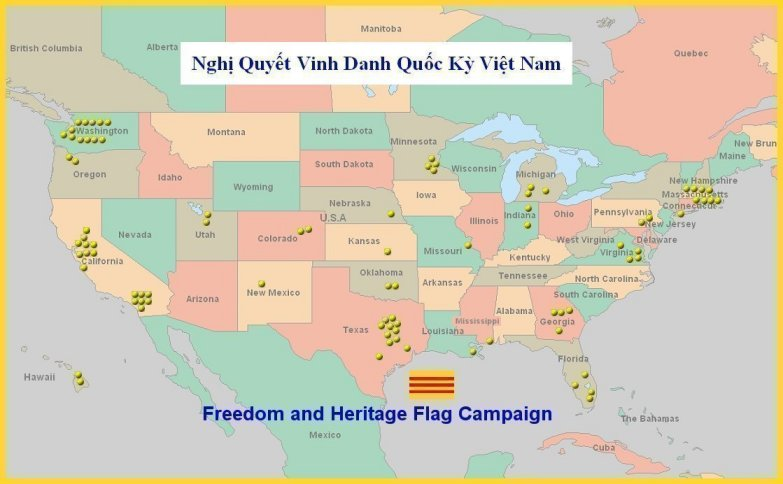 Manitoba
British Columbia
Alberta
Quebec
Nghị Quyết Vinh Danh Quốc Kỳ Việt Nam
Washington
Montana
North Dakota
Minnesota
New Brun
Maine
Oregon
Idaho
South Dakota
Wisconsin
Michigan
New Hampshire
Massachusetts
Wyoming
Iowa
Connecticut
Nebraska
U.S.A
Pennsylvania
Nevada
Utah
Illinois
Indiana
Ohio
New Jersey
Colorado
Kansas
Missouri
West Virginia
Delaware
California
Virginia
Kentucky
Oklahoma
Tennessee
Arizona
New Mexico
Arkansas
North Carolina
South Carolina
Texas
Louisiana
Mississippi
Alabama
Georgia
Florida
Hawaii
Freedom and Heritage Flag Campaign
The Bahamas
Mexico
Cuba